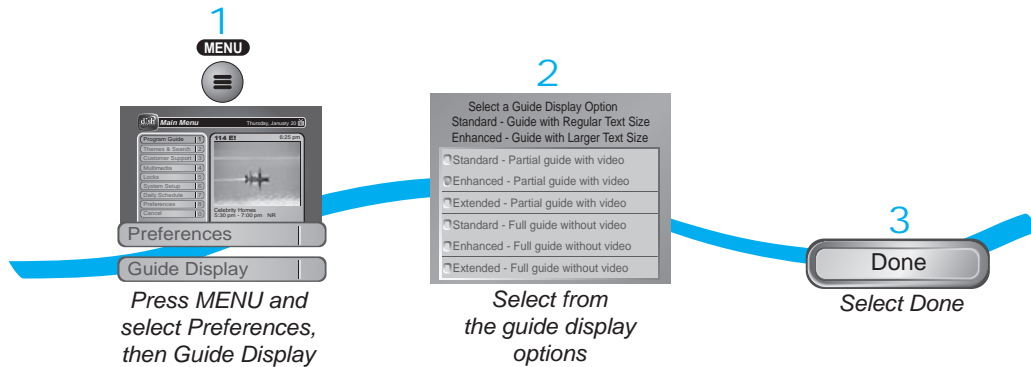 1
MENU
dish
Main Menu
Thursday, January 20
Program Guide 1
Themes & Search 2
Customer Support 3
Multimedia 4
Locks 5
System Setup 6
Daily Schedule 7
Preferences 8
Cancel 0
114 E!
6:25 pm
Celebrity Homes
5:30 pm - 7:00 pm NR
Preferences
Guide Display
Press MENU and
select Preferences,
then Guide Display
2
Select a Guide Display Option
Standard - Guide with Regular Text Size
Enhanced - Guide with Larger Text Size
Standard - Partial guide with video
Enhanced - Partial guide with video
Extended - Partial guide with video
Standard - Full guide without video
Enhanced - Full guide without video
Extended - Full guide without video
Select from
the guide display
options
3
Done
Select Done